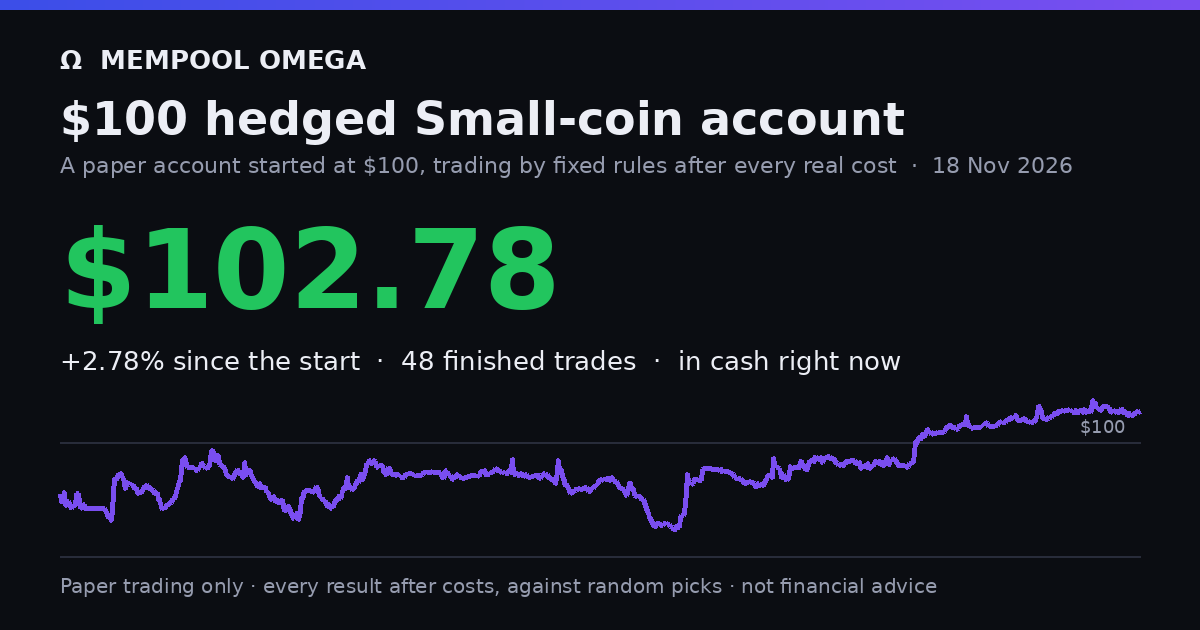 Ω MEMPOOL OMEGA
$100 hedged Small-coin account
A paper account started at $100, trading by fixed rules after every real cost · 18 Nov 2026
$102.78
+2.78% since the start · 48 finished trades · in cash right now
$100
Paper trading only · every result after costs, against random picks · not financial advice